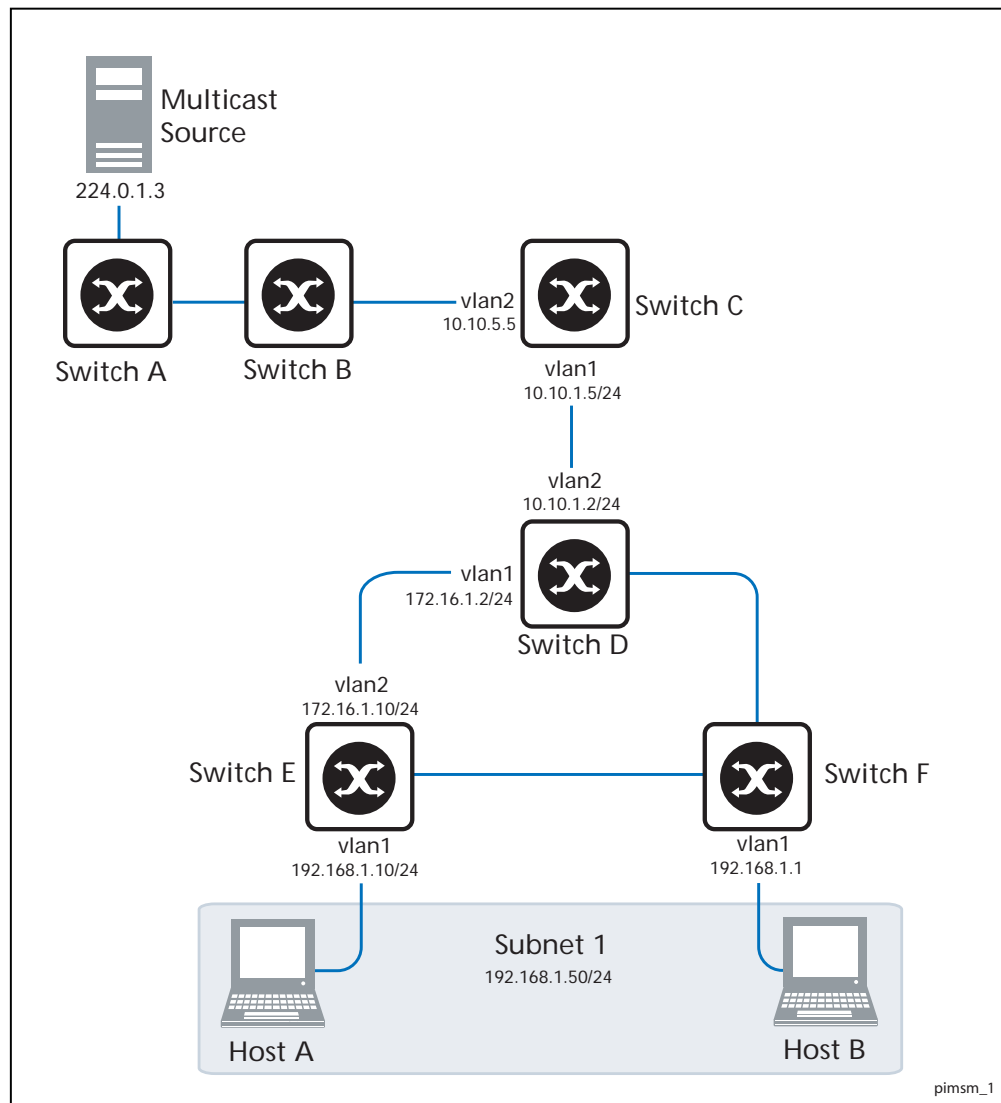 Multicast
Source
224.0.1.3
Switch A
Switch B
vlan2
10.10.5.5
Switch C
vlan1
10.10.1.5/24
vlan2
10.10.1.2/24
vlan1
172.16.1.2/24
Switch D
vlan2
172.16.1.10/24
Switch E
Switch F
vlan1
192.168.1.10/24
vlan1
192.168.1.1
Subnet 1
192.168.1.50/24
Host A
Host B
pimsm_1